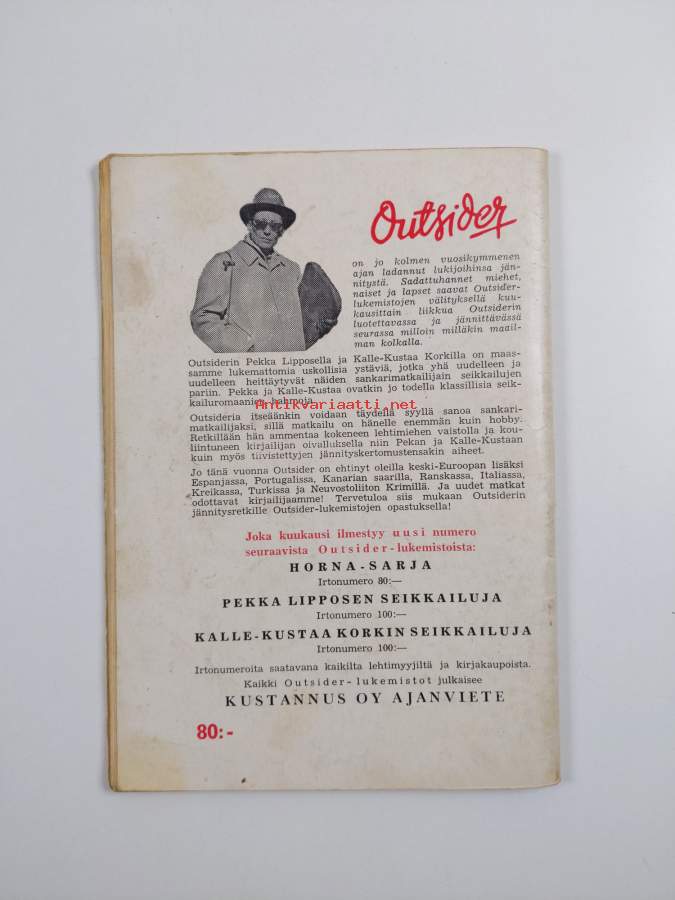 Outsider
on jo kolmen vuosikymmenen
ajan ladannut lukijoihinsa jän-
nitystä. Sadattuhannet miehet,
naiset ja lapset saavat Outsider-
lukemistojen välityksellä kuu-
kausittain liikkua Outsiderin
luotettavassa ja jännittävässä
seurassa milloin milläkin maail-
man kolkalla.
Outsiderin Pekka Lipposella ja Kalle-Kustaa Korkilla on maas-
samme lukemattomia uskollisia ystäviä, jotka yhä uudelleen ja
uudelleen heittäytyvät näiden sankarimatkailijain seikkailujen
pariin. Pekka ja Kalle-Kustaa ovatkin jo todella klassillisia seik-
kailuromaanien hahmoja.
Antikvariaatti.net
Outsideria itseäänkin voidaan täydellä syyllä sanoa sankari-
matkailijaksi, sillä matkailu on hänelle enemmän kuin hobby.
Retkillään hän ammentaa kokeneen lehtimiehen vaistolla ja kou-
liintuneen kirjailijan oivalluksella niin Pekan ja Kalle-Kustaan
kuin myös tiivistettyjen jännityskertomustensakin aiheet.
Jo tänä vuonna Outsider on ehtinyt oleilla keski-Euroopan lisäksi
Espanjassa, Portugalissa, Kanarian saarilla, Ranskassa, Italiassa,
Kreikassa, Turkissa ja Neuvostoliiton Krimillä. Ja uudet matkat
odottavat kirjailijaamme! Tervetuloa siis mukaan Outsiderin
jännitysretkille Outsider-lukemistojen opastuksella!
Joka kuukausi ilmestyy uusi numero
seuraavista Outsider-lukemistoista:
HORNA-SARJA
Irtonumero 80:—
PEKKA LIPPOSEN SEIKKAILUJA
Irtonumero 100:—
KALLE-KUSTAA KORKIN SEIKKAILUJA
Irtonumero 100:—
Irtonumeroita saatavana kaikilta lehtimyyjiltä ja kirjakaupoista.
Kaikki Outsider-lukemistot julkaisee
KUSTANNUS OY AJANVIETE
80:-